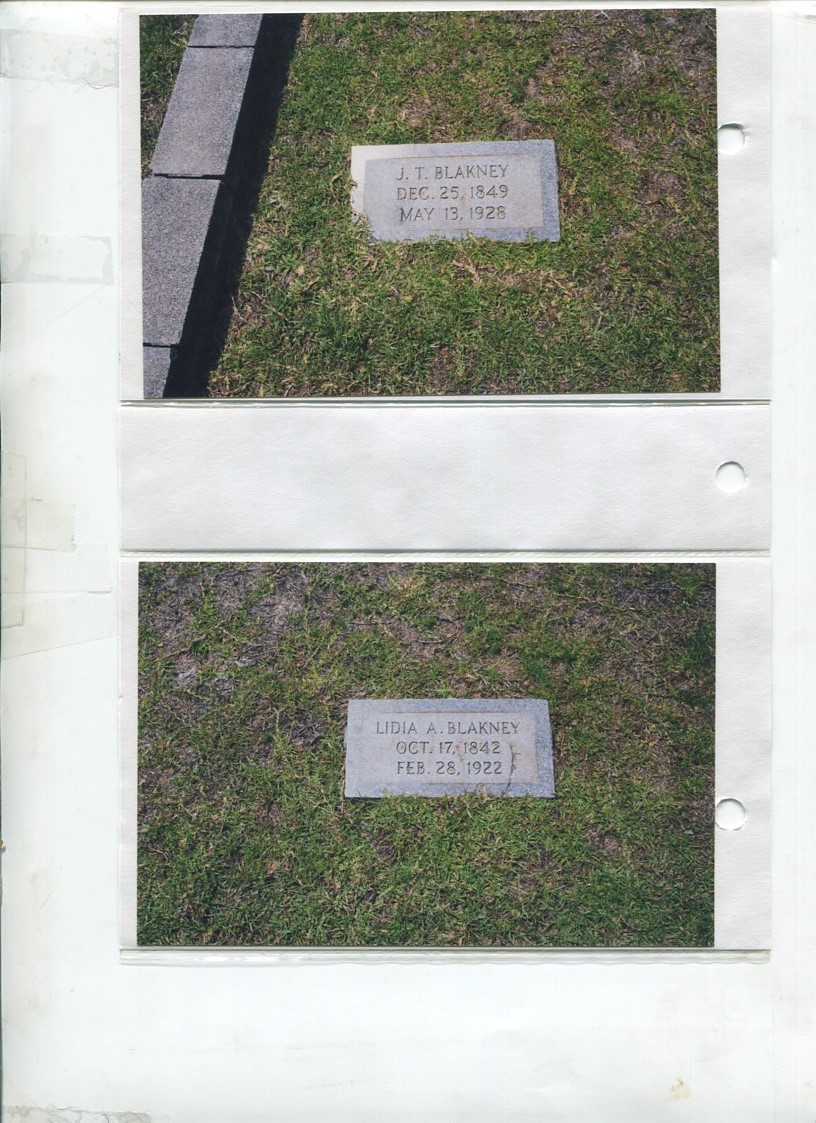 J. T. BLAKNEY
DEC. 25, 1849
MAY 13, 1928
LIDIA A. BLAKNEY
OCT. 17, 1842
FEB. 28, 1922